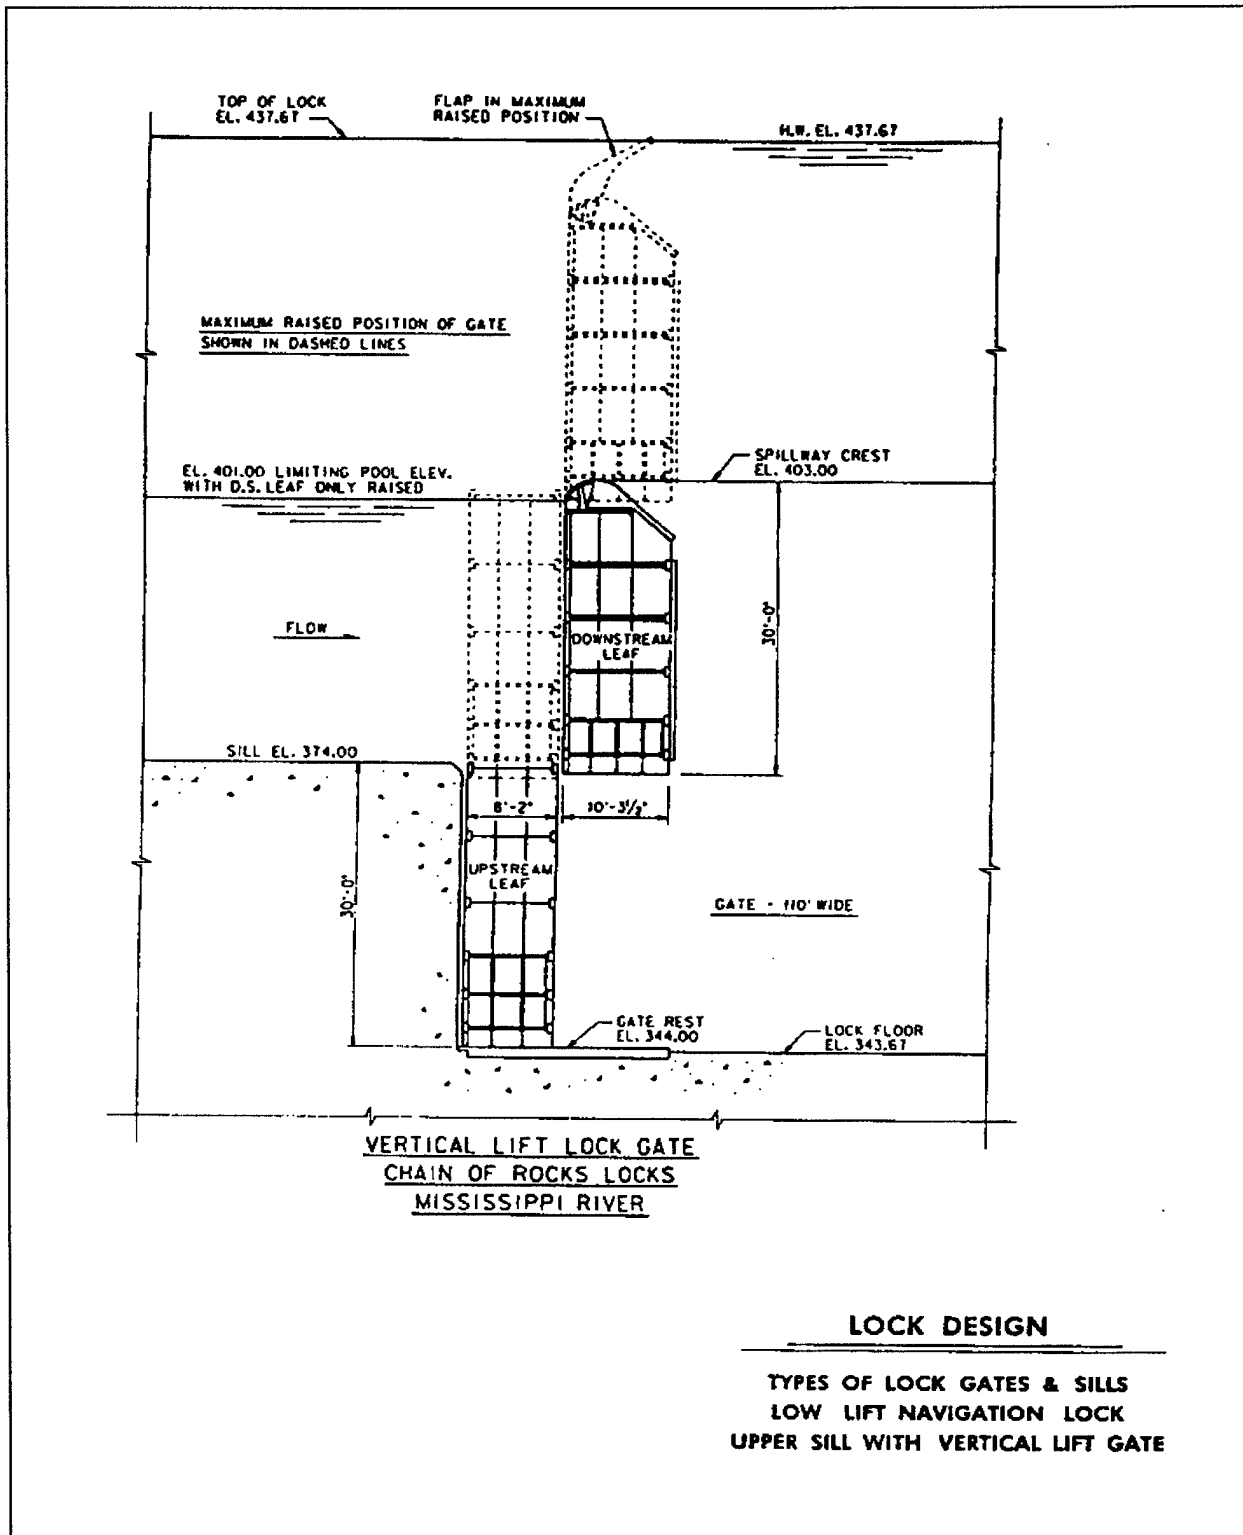 TOP OF LOCK
EL. 437.67
FLAP IN MAXIMUM
RAISED POSITION
H.W. EL. 437.67
MAXIMUM RAISED POSITION OF GATE
SHOWN IN DASHED LINES
EL. 401.00 LIMITING POOL ELEV.
WITH D.S. LEAF ONLY RAISED
SPILLWAY CREST
EL. 403.00
FLOW
DOWNSTREAM
LEAF
30'-0"
SILL EL. 374.00
8'-2"
10'-3 1/2"
UPSTREAM
LEAF
30'-0"
GATE - 110' WIDE
GATE REST
EL. 344.00
LOCK FLOOR
EL. 343.67
VERTICAL LIFT LOCK GATE
CHAIN OF ROCKS LOCKS
MISSISSIPPI RIVER
LOCK DESIGN
TYPES OF LOCK GATES & SILLS
LOW LIFT NAVIGATION LOCK
UPPER SILL WITH VERTICAL LIFT GATE